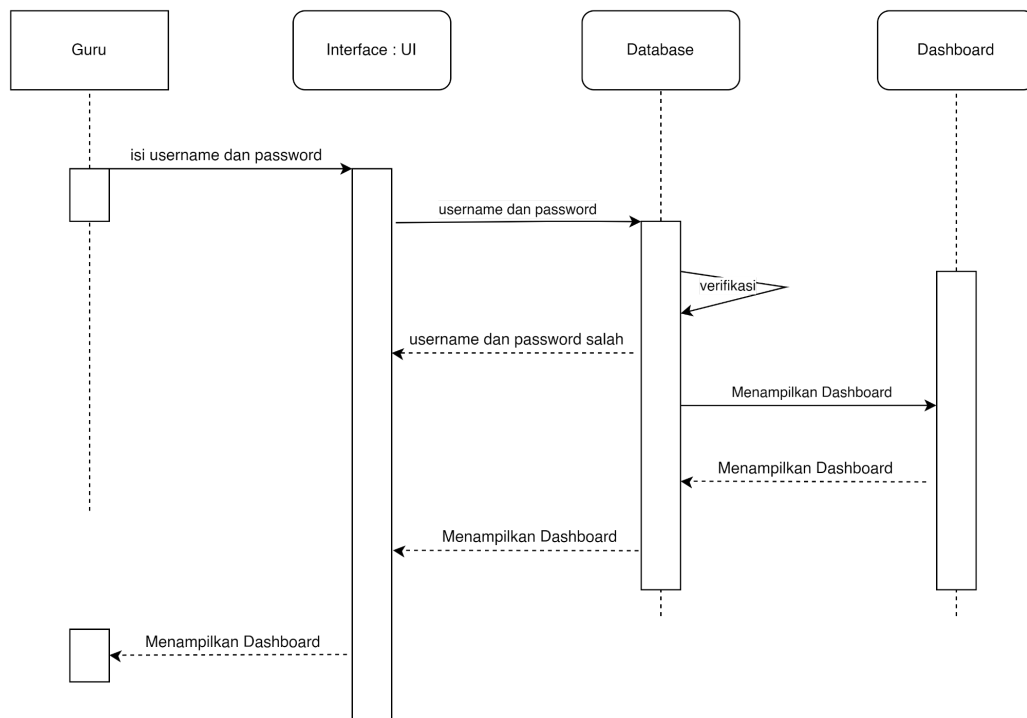 Guru
Interface : UI
Database
Dashboard
isi username dan password
username dan password
verifikasi
username dan password salah
Menampilkan Dashboard
Menampilkan Dashboard
Menampilkan Dashboard
Menampilkan Dashboard